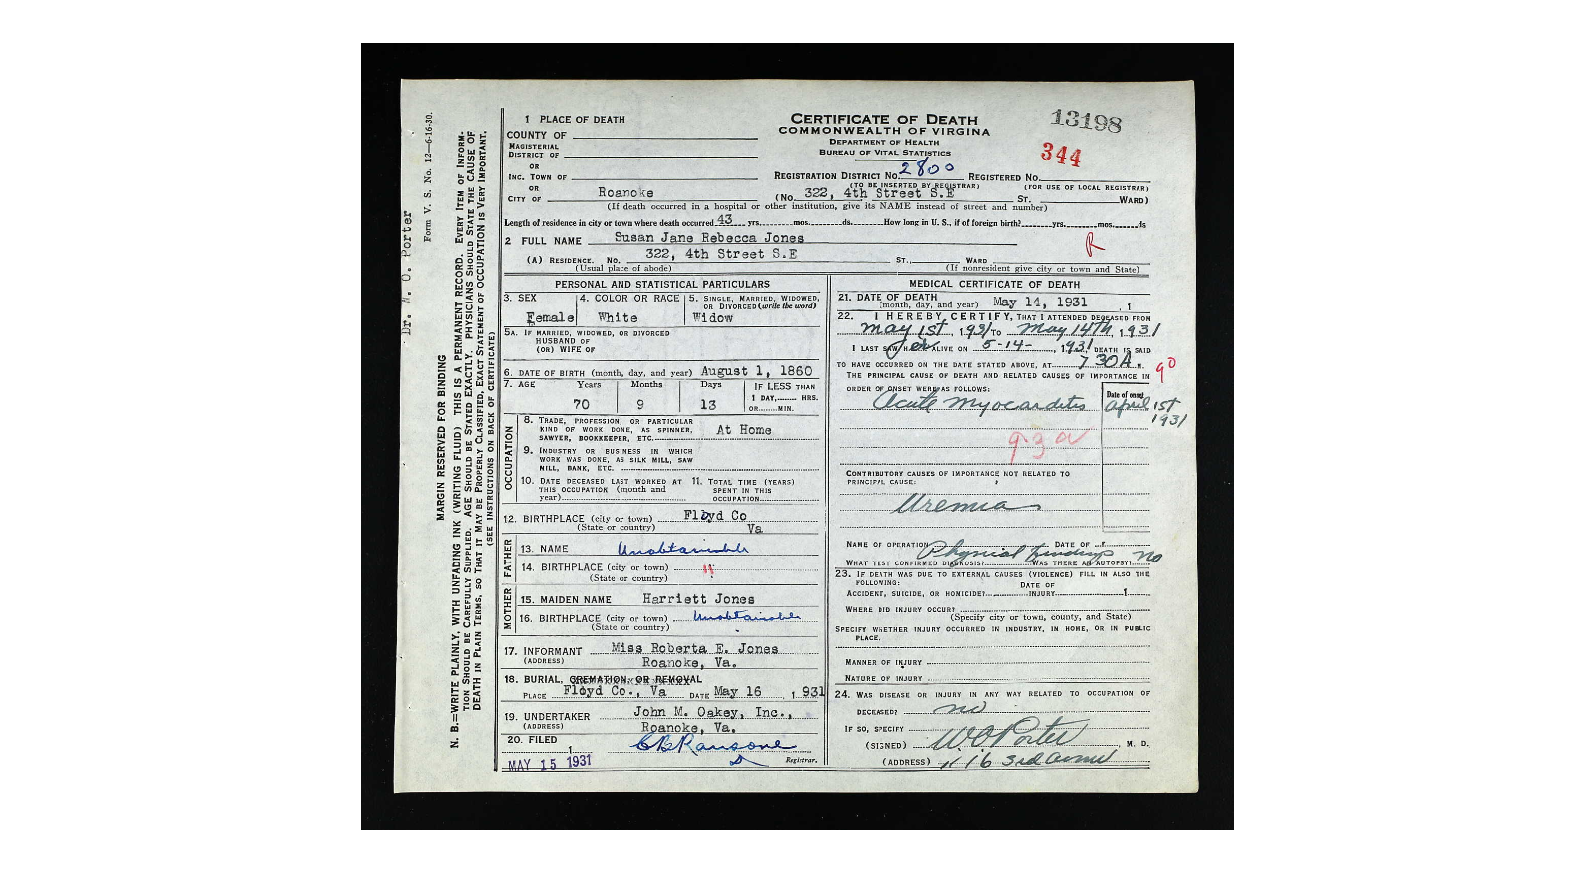 1 PLACE OF DEATH
COUNTY OF
MAGISTERIAL
DISTRICT OF
OR
INC. TOWN OF
OR
CITY OF Roanoke
CERTIFICATE OF DEATH
COMMONWEALTH OF VIRGINA
DEPARTMENT OF HEALTH
BUREAU OF VITAL STATISTICS
13198
344
REGISTRATION DISTRICT NO. 2800 REGISTERED NO.
(TO BE INSERTED BY REGISTRAR) (FOR USE OF LOCAL REGISTRAR)
(NO. 322, 4th Street S.E ST. WARD)
(If death occurred in a hospital or other institution, give its NAME instead of street and number)
Length of residence in city or town where death occurred 43 yrs. mos. ds. How long in U. S., if of foreign birth? yrs. mos. ds
2 FULL NAME Susan Jane Rebecca Jones
R
(A) RESIDENCE. No. 322, 4th Street S.E ST., WARD
(Usual place of abode) (If nonresident give city or town and State)
PERSONAL AND STATISTICAL PARTICULARS
3. SEX 4. COLOR OR RACE 5. SINGLE, MARRIED, WIDOWED,
OR DIVORCED (write the word)
Female White Widow
5A. IF MARRIED, WIDOWED, OR DIVORCED
HUSBAND OF
(OR) WIFE OF
6. DATE OF BIRTH (month, day, and year) August 1, 1860
7. AGE Years Months Days IF LESS THAN
1 DAY, HRS.
70 9 13 OR MIN.
OCCUPATION
8. TRADE, PROFESSION OR PARTICULAR
KIND OF WORK DONE, AS SPINNER, At Home
SAWYER, BOOKKEEPER, ETC.
9. INDUSTRY OR BUSINESS IN WHICH
WORK WAS DONE, AS SILK MILL, SAW
MILL, BANK, ETC.
10. DATE DECEASED LAST WORKED AT 11. TOTAL TIME (YEARS)
THIS OCCUPATION (month and SPENT IN THIS
year) OCCUPATION
12. BIRTHPLACE (city or town) Floyd Co
(State or country) Va
FATHER
13. NAME Unobtainable
14. BIRTHPLACE (city or town) "
(State or country)
MOTHER
15. MAIDEN NAME Harriett Jones
16. BIRTHPLACE (city or town) Unobtainable
(State or country)
17. INFORMANT Miss Roberta E. Jones
(ADDRESS) Roanoke, Va.
18. BURIAL, CREMATION, OR REMOVAL
PLACE Floyd Co., Va DATE May 16 , 1931
19. UNDERTAKER John M. Oakey, Inc.,
(ADDRESS) Roanoke, Va.
20. FILED
1
MAY 15 1931 CB Ransone
Registrar.
MEDICAL CERTIFICATE OF DEATH
21. DATE OF DEATH
(month, day, and year) May 14, 1931 , 1
22. I HEREBY CERTIFY, THAT I ATTENDED DECEASED FROM
May 1st, 1931 TO May 14th, 1931
I LAST SAW H er ALIVE ON 5-14-, 1931, DEATH IS SAID
TO HAVE OCCURRED ON THE DATE STATED ABOVE, AT 7 30 A M.
90
THE PRINCIPAL CAUSE OF DEATH AND RELATED CAUSES OF IMPORTANCE IN
ORDER OF ONSET WERE AS FOLLOWS:
Date of onset
Acute Myocarditis April 1st
1931
93a
CONTRIBUTORY CAUSES OF IMPORTANCE NOT RELATED TO
PRINCIPAL CAUSE:
Uremia
NAME OF OPERATION DATE OF
WHAT TEST CONFIRMED DIAGNOSIS? Physical findings WAS THERE AN AUTOPSY? no
23. IF DEATH WAS DUE TO EXTERNAL CAUSES (VIOLENCE) FILL IN ALSO THE
FOLLOWING: DATE OF
ACCIDENT, SUICIDE, OR HOMICIDE? INJURY 1
WHERE DID INJURY OCCUR?
(Specify city or town, county, and State)
SPECIFY WHETHER INJURY OCCURRED IN INDUSTRY, IN HOME, OR IN PUBLIC
PLACE.
MANNER OF INJURY
NATURE OF INJURY
24. WAS DISEASE OR INJURY IN ANY WAY RELATED TO OCCUPATION OF
DECEASED? no
IF SO, SPECIFY
(SIGNED) W O Porter M. D.
(ADDRESS) 116 3rd Avenue
Dr. W. O. Porter
Form V. S. No. 12—6-16-30.
MARGIN RESERVED FOR BINDING
N. B.=WRITE PLAINLY, WITH UNFADING INK (WRITING FLUID) THIS IS A PERMANENT RECORD. EVERY ITEM OF INFORM-
TION SHOULD BE CAREFULLY SUPPLIED. AGE SHOULD BE STATED EXACTLY. PHYSICIANS SHOULD STATE THE CAUSE OF
DEATH IN PLAIN TERMS, SO THAT IT MAY BE PROPERLY CLASSIFIED, EXACT STATEMENT OF OCCUPATION IS VERY IMPORTANT.
(SEE INSTRUCTIONS ON BACK OF CERTIFICATE)